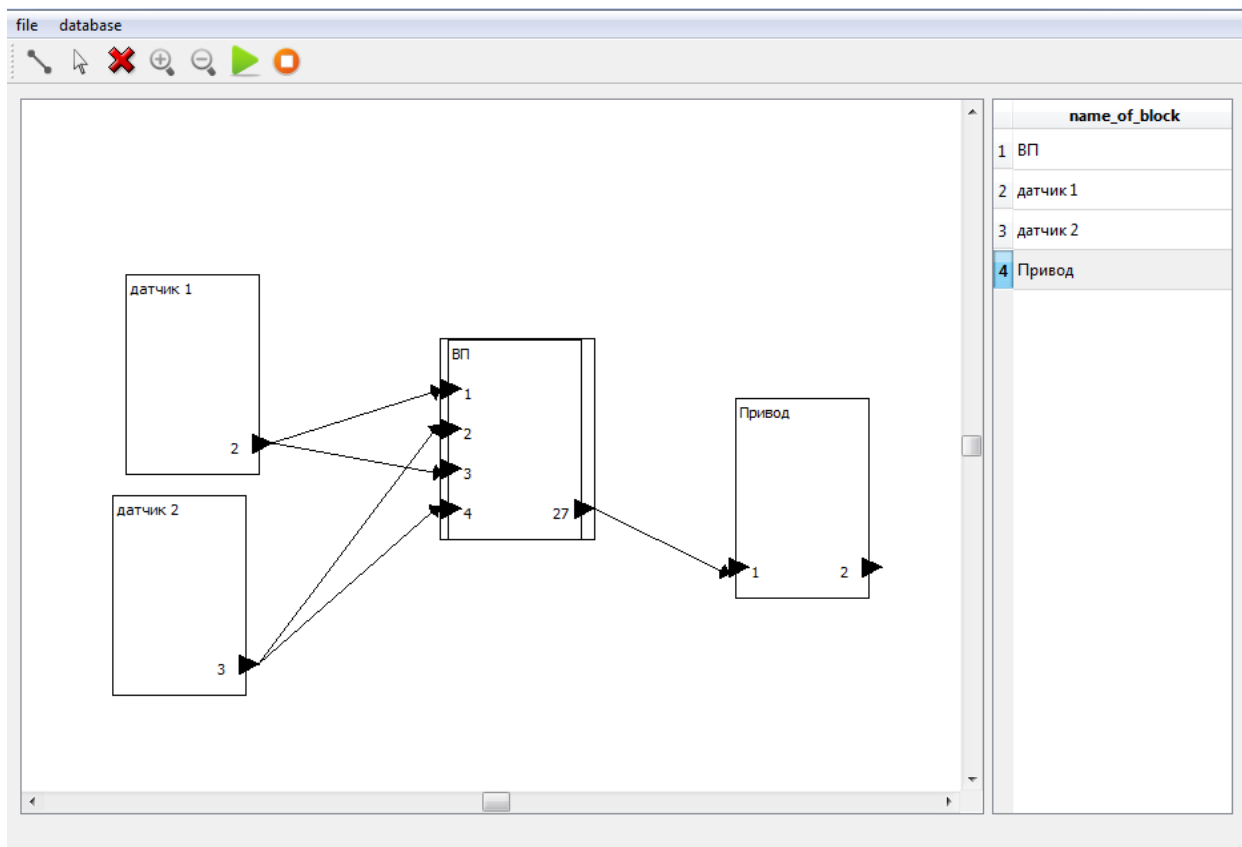 file database
name_of_block
1 ВП
2 датчик 1
3 датчик 2
4 Привод
датчик 1
2
датчик 2
3
ВП
1
2
3
4 27
Привод
1 2